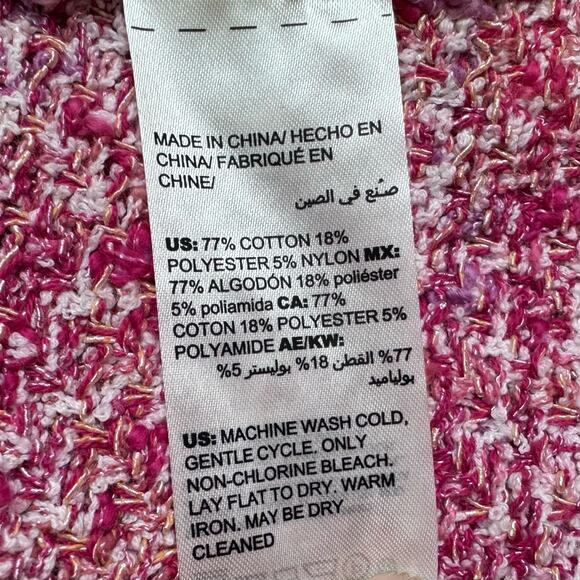 MADE IN CHINA/ HECHO EN
CHINA/ FABRIQUÉ EN
CHINE/
صنع في الصين
US: 77% COTTON 18%
POLYESTER 5% NYLON MX:
77% ALGODÓN 18% poliéster
5% poliamida CA: 77%
COTON 18% POLYESTER 5%
POLYAMIDE AE/KW:
77% القطن 18% بوليستر 5%
بولياميد
US: MACHINE WASH COLD,
GENTLE CYCLE. ONLY
NON-CHLORINE BLEACH.
LAY FLAT TO DRY. WARM
IRON. MAY BE DRY
CLEANED